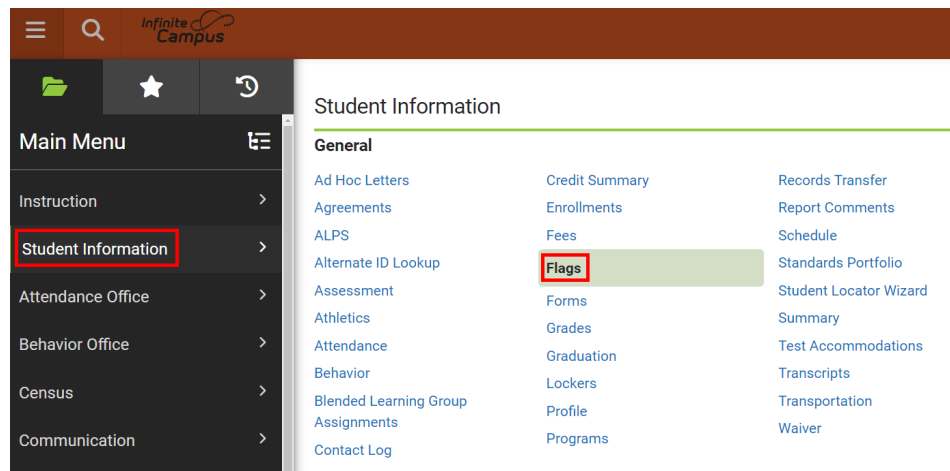 Infinite
Campus
Main Menu
Instruction
Student Information
Attendance Office
Behavior Office
Census
Communication
Student Information
General
Ad Hoc Letters
Agreements
ALPS
Alternate ID Lookup
Assessment
Athletics
Attendance
Behavior
Blended Learning Group
Assignments
Contact Log
Credit Summary
Enrollments
Fees
Flags
Forms
Grades
Graduation
Lockers
Profile
Programs
Records Transfer
Report Comments
Schedule
Standards Portfolio
Student Locator Wizard
Summary
Test Accommodations
Transcripts
Transportation
Waiver